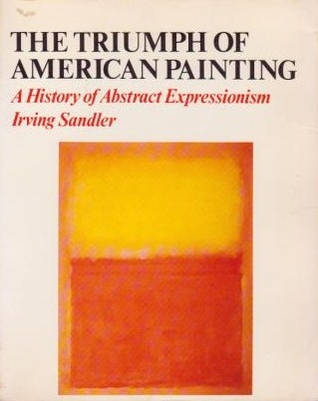 THE TRIUMPH OF
AMERICAN PAINTING
A History of Abstract Expressionism
Irving Sandler